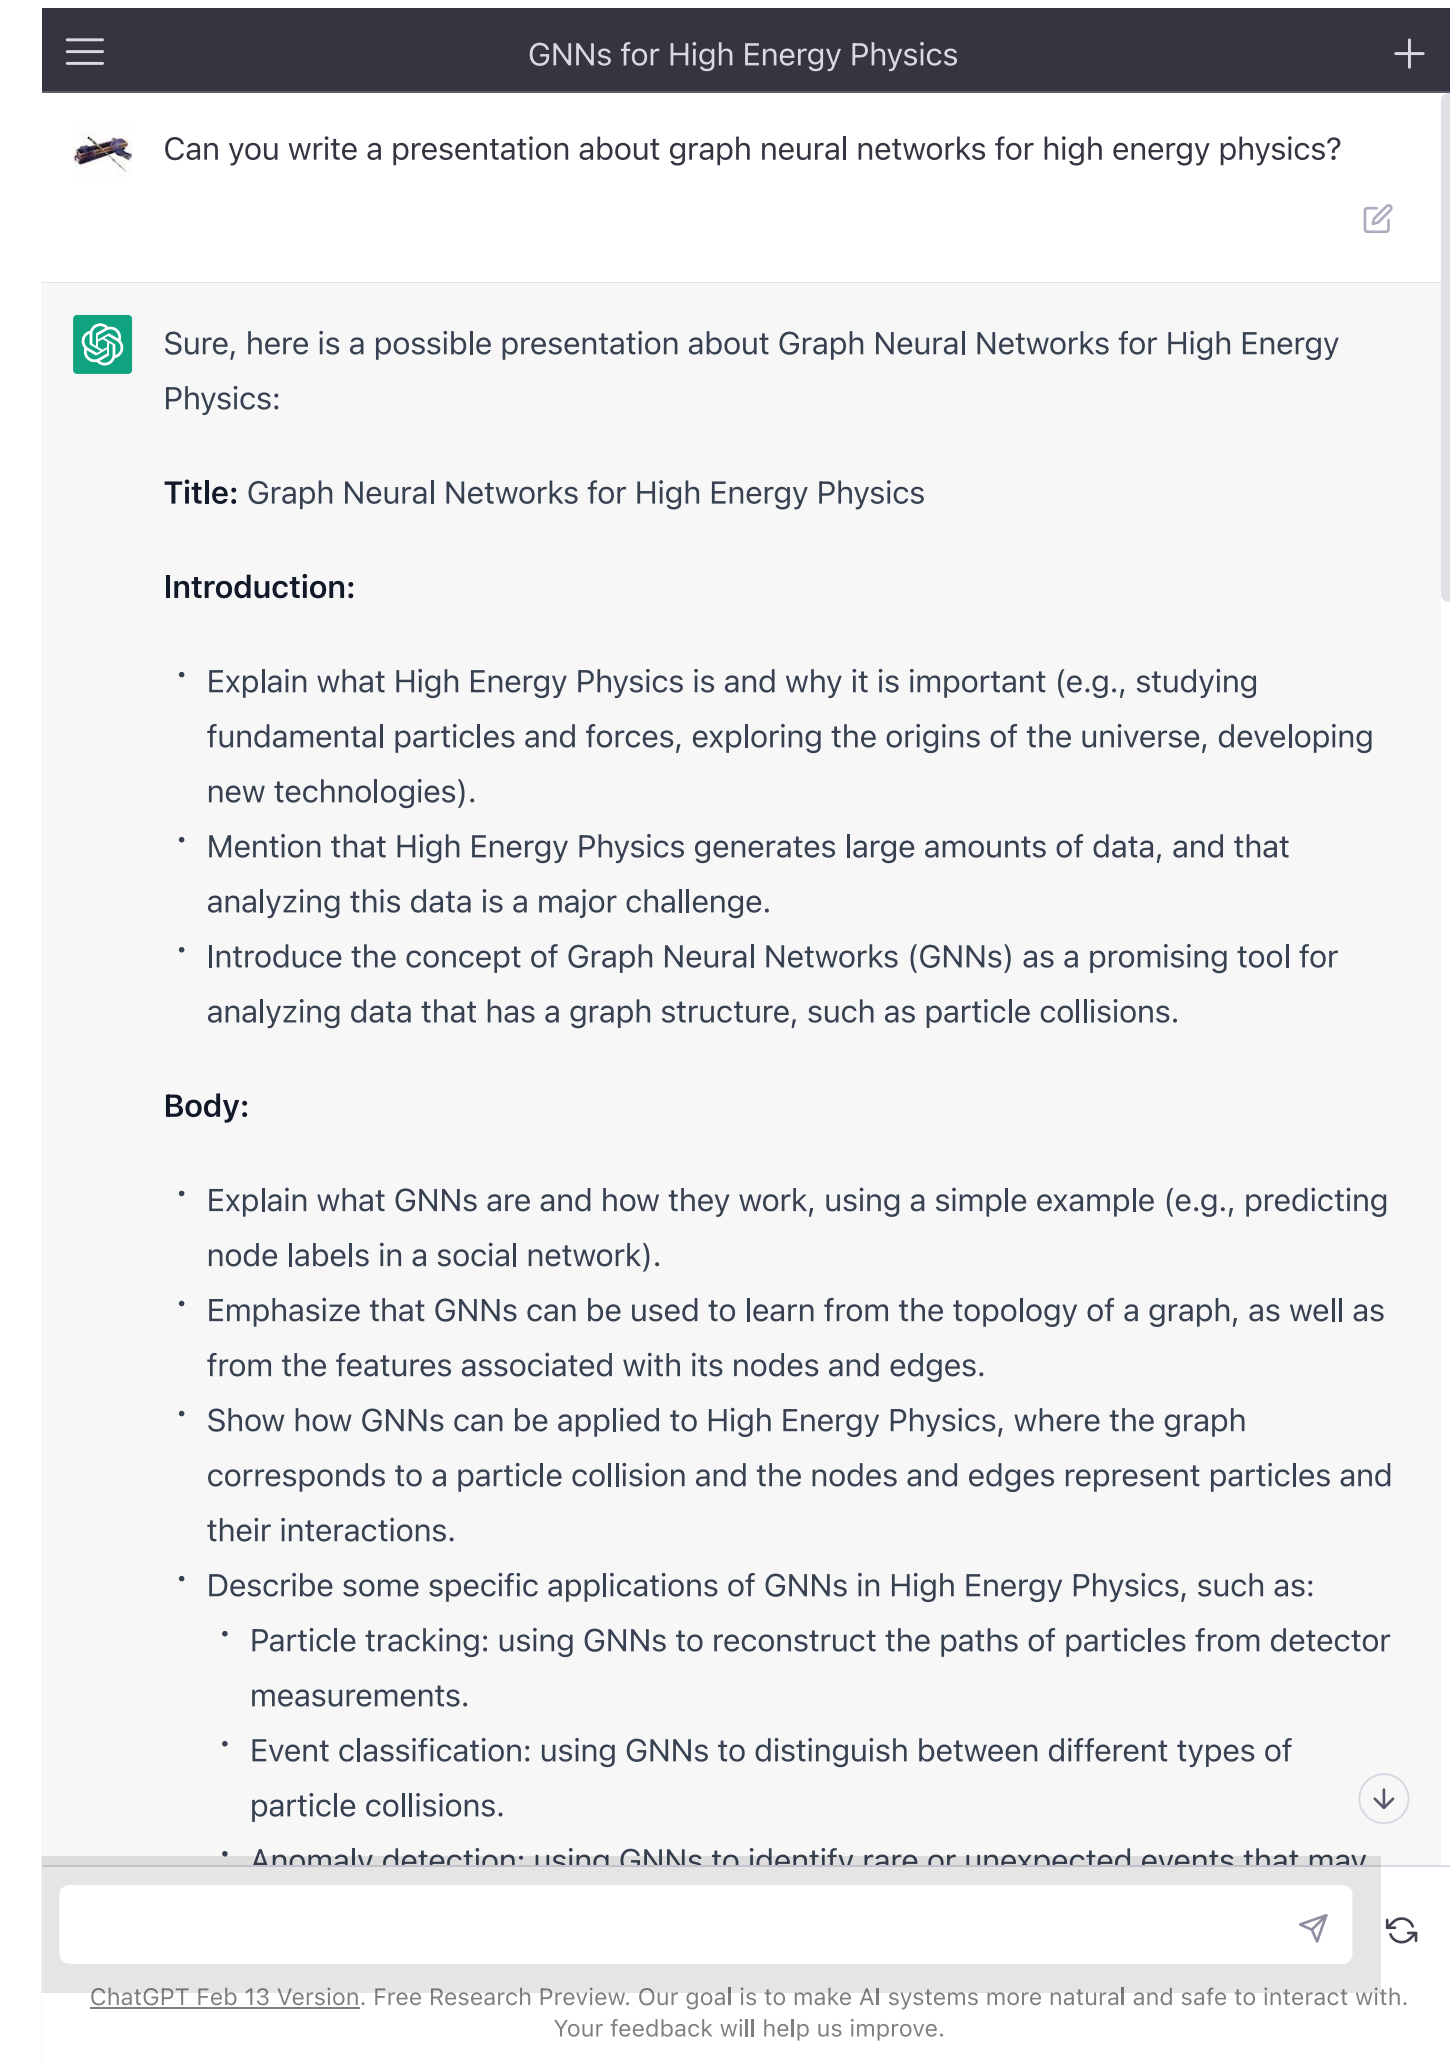 GNNs for High Energy Physics
Can you write a presentation about graph neural networks for high energy physics?
Sure, here is a possible presentation about Graph Neural Networks for High Energy
Physics:
Title: Graph Neural Networks for High Energy Physics
Introduction:
• Explain what High Energy Physics is and why it is important (e.g., studying
fundamental particles and forces, exploring the origins of the universe, developing
new technologies).
• Mention that High Energy Physics generates large amounts of data, and that
analyzing this data is a major challenge.
• Introduce the concept of Graph Neural Networks (GNNs) as a promising tool for
analyzing data that has a graph structure, such as particle collisions.
Body:
• Explain what GNNs are and how they work, using a simple example (e.g., predicting
node labels in a social network).
• Emphasize that GNNs can be used to learn from the topology of a graph, as well as
from the features associated with its nodes and edges.
• Show how GNNs can be applied to High Energy Physics, where the graph
corresponds to a particle collision and the nodes and edges represent particles and
their interactions.
• Describe some specific applications of GNNs in High Energy Physics, such as:
• Particle tracking: using GNNs to reconstruct the paths of particles from detector
measurements.
• Event classification: using GNNs to distinguish between different types of
particle collisions.
• Anomaly detection: using GNNs to identify rare or unexpected events that may
ChatGPT Feb 13 Version. Free Research Preview. Our goal is to make AI systems more natural and safe to interact with.
Your feedback will help us improve.